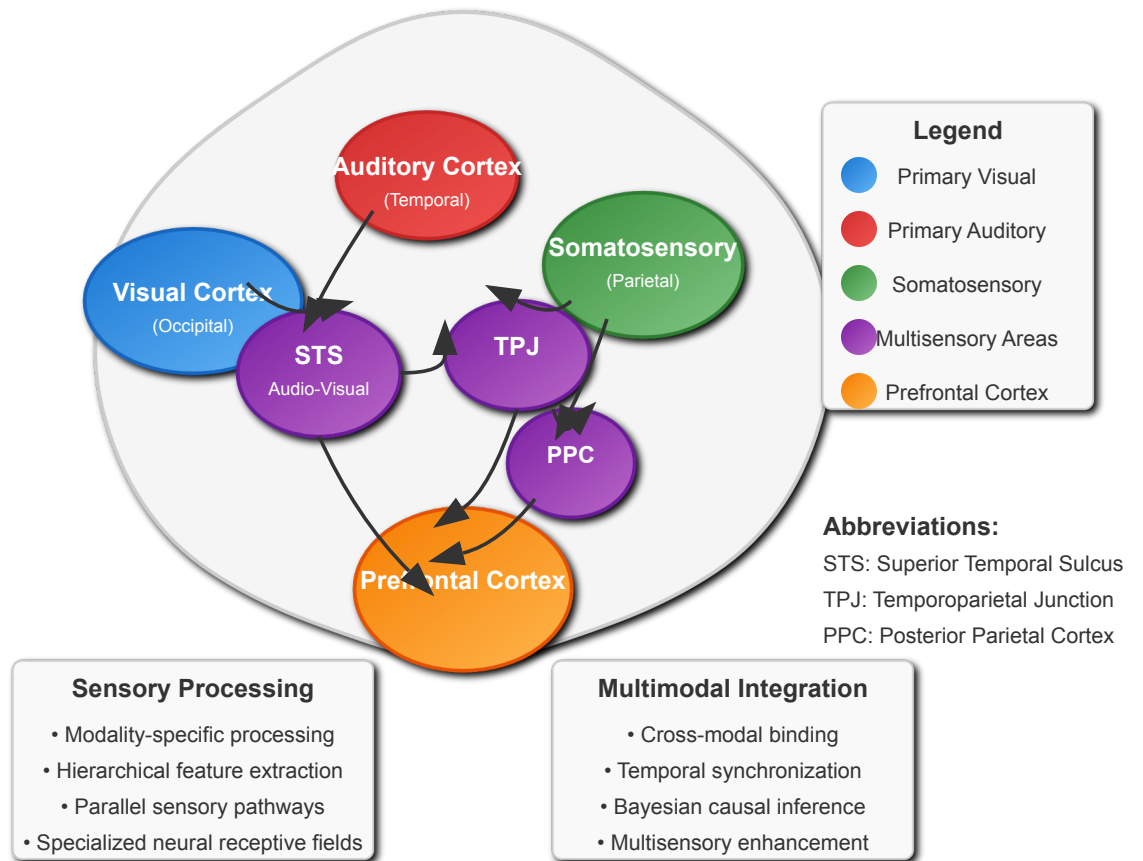 Auditory Cortex
(Temporal)
Somatosensory
(Parietal)
Visual Cortex
(Occipital)
STS
Audio-Visual
TPJ
PPC
Prefrontal Cortex
Legend
Primary Visual
Primary Auditory
Somatosensory
Multisensory Areas
Prefrontal Cortex
Abbreviations:
STS: Superior Temporal Sulcus
TPJ: Temporoparietal Junction
PPC: Posterior Parietal Cortex
Sensory Processing
• Modality-specific processing
• Hierarchical feature extraction
• Parallel sensory pathways
• Specialized neural receptive fields
Multimodal Integration
• Cross-modal binding
• Temporal synchronization
• Bayesian causal inference
• Multisensory enhancement